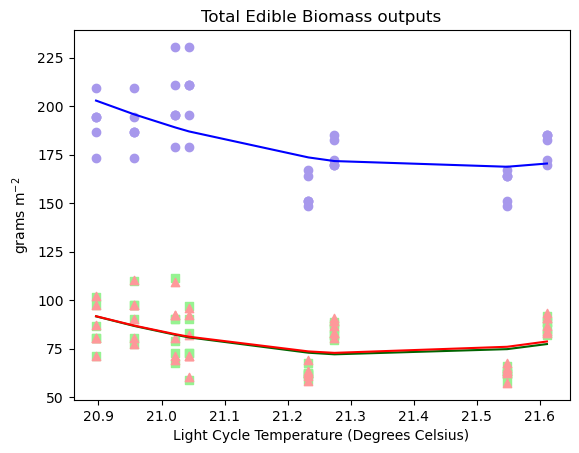 Total Edible Biomass outputs
grams m⁻²
225
200
175
150
125
100
75
50
20.9 21.0 21.1 21.2 21.3 21.4 21.5 21.6
Light Cycle Temperature (Degrees Celsius)